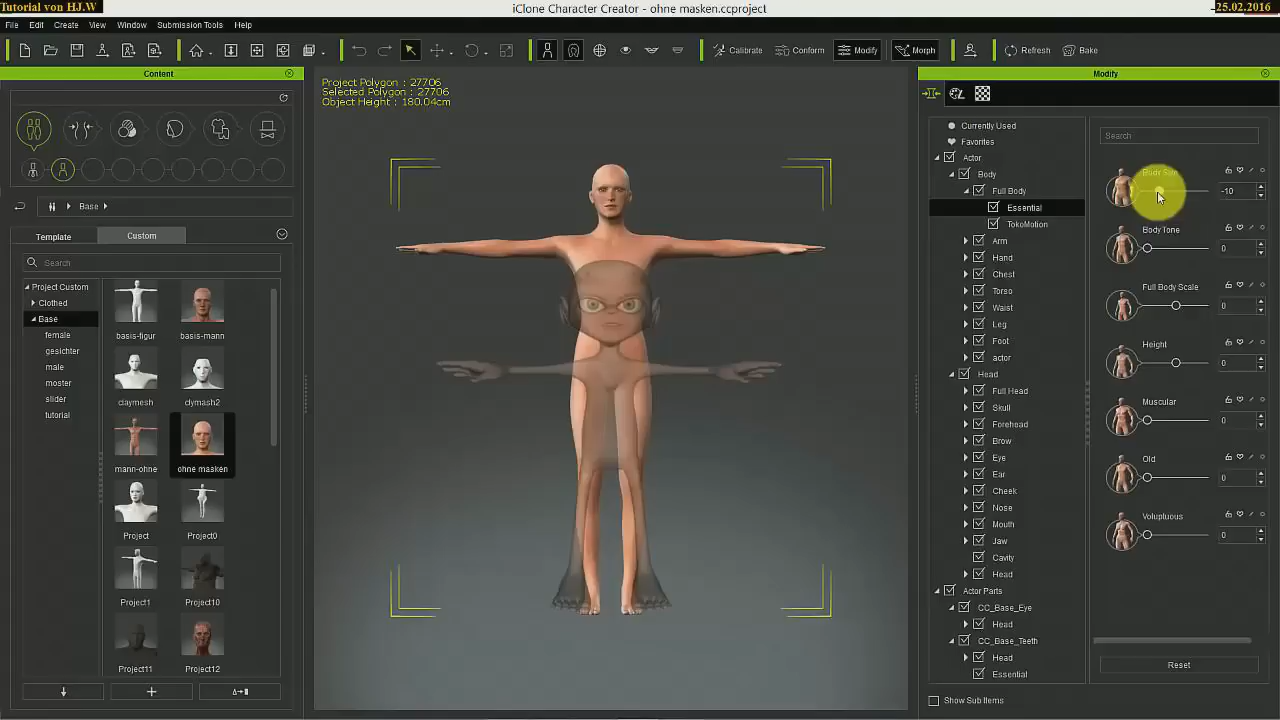 Tutorial von HJ.W
iClone Character Creator - ohne masken.ccproject
25.02.2016
File Edit Create View Window Submission Tools Help
Calibrate Conform Modify Morph Refresh Bake
Content
Base
Template Custom
Search
Project Custom
Clothed
Base
female
gesichter
male
moster
slider
tutorial
basis-figur basis-mann
claymesh clymash2
mann-ohne ohne masken
Project Project0
Project1 Project10
Project11 Project12
Project Polygon : 27706
Selected Polygon : 27706
Object Height : 180.04cm
Modify
Currently Used
Favorites
Actor
Body
Full Body
Essential
TokoMotion
Arm
Hand
Chest
Torso
Waist
Leg
Foot
actor
Head
Full Head
Skull
Forehead
Brow
Eye
Ear
Cheek
Nose
Mouth
Jaw
Cavity
Head
Actor Parts
CC_Base_Eye
Head
CC_Base_Teeth
Head
Essential
Show Sub Items
Search
Body
-10
Body Tone
0
Full Body Scale
0
Height
0
Muscular
0
Old
0
Voluptuous
0
Reset